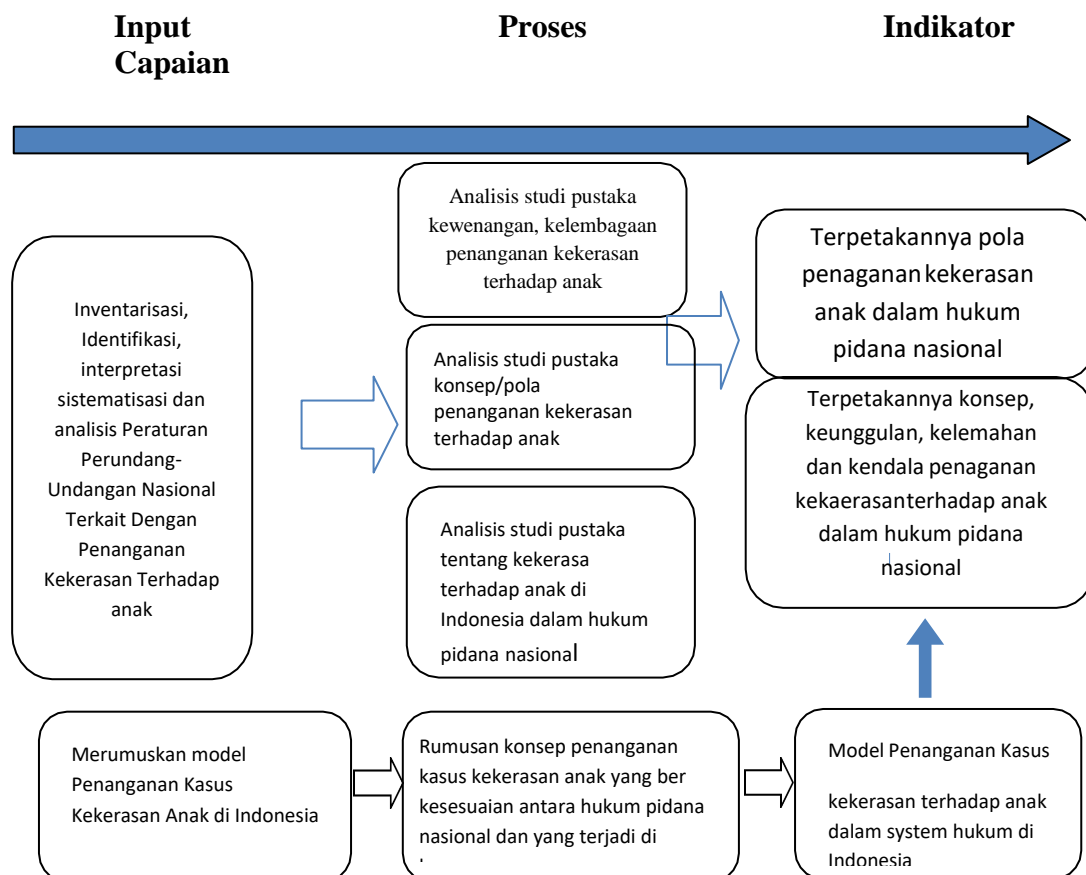 Input
Capaian
Proses
Indikator
Analisis studi pustaka
kewenangan, kelembagaan
penanganan kekerasan
terhadap anak
Inventarisasi,
Identifikasi,
interpretasi
sistematisasi dan
analisis Peraturan
Perundang-
Undangan Nasional
Terkait Dengan
Penanganan
Kekerasan Terhadap
anak
Analisis studi pustaka
konsep/pola
penanganan kekerasan
terhadap anak
Analisis studi pustaka
tentang kekerasa
terhadap anak di
Indonesia dalam hukum
pidana nasional
Terpetakannya pola
penaganan kekerasan
anak dalam hukum
pidana nasional
Terpetakannya konsep,
keunggulan, kelemahan
dan kendala penaganan
kekaerasanterhadap anak
dalam hukum pidana
nasional
Merumuskan model
Penanganan Kasus
Kekerasan Anak di Indonesia
Rumusan konsep penanganan
kasus kekerasan anak yang ber
kesesuaian antara hukum pidana
nasional dan yang terjadi di
Model Penanganan Kasus
kekerasan terhadap anak
dalam system hukum di
Indonesia